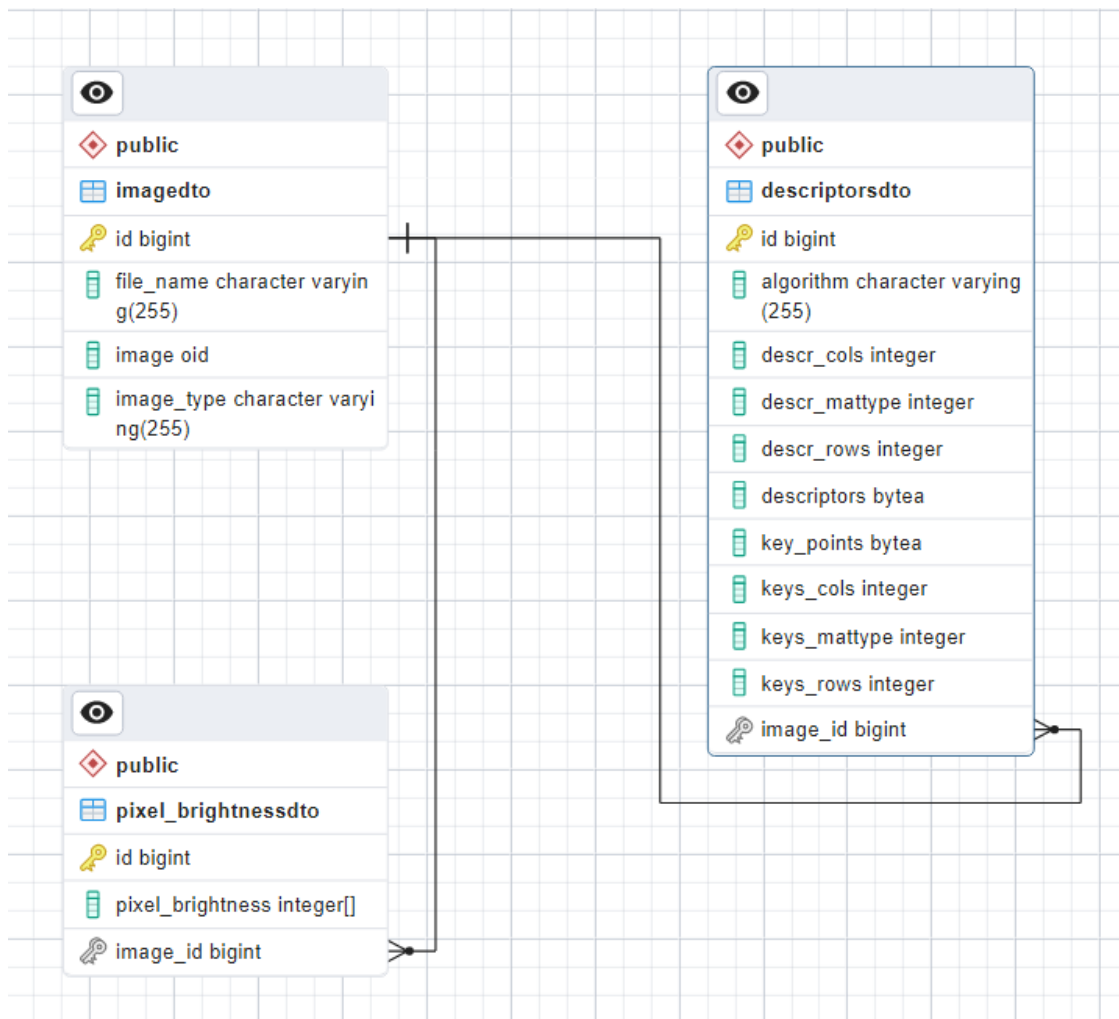 public
imagedto
id bigint
file_name character varyin
g(255)
image oid
image_type character varyi
ng(255)
public
descriptorsdto
id bigint
algorithm character varying
(255)
descr_cols integer
descr_mattype integer
descr_rows integer
descriptors bytea
key_points bytea
keys_cols integer
keys_mattype integer
keys_rows integer
image_id bigint
public
pixel_brightnessdto
id bigint
pixel_brightness integer[]
image_id bigint